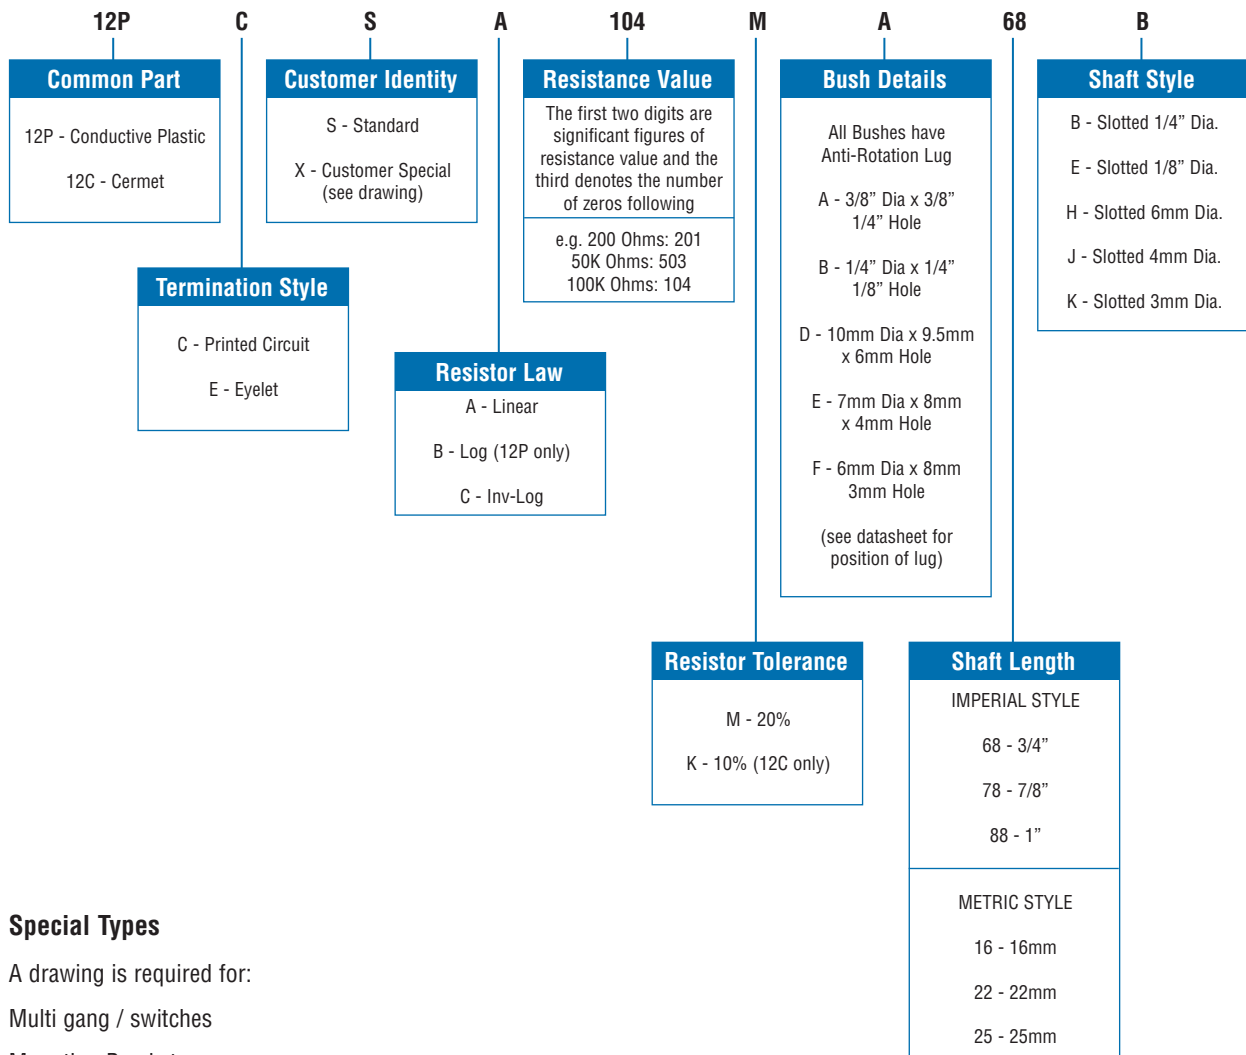 12P C S A 104 M A 68 B
Common Part
12P - Conductive Plastic
12C - Cermet
Termination Style
C - Printed Circuit
E - Eyelet
Customer Identity
S - Standard
X - Customer Special
(see drawing)
Resistor Law
A - Linear
B - Log (12P only)
C - Inv-Log
Resistance Value
The first two digits are
significant figures of
resistance value and the
third denotes the number
of zeros following
e.g. 200 Ohms: 201
50K Ohms: 503
100K Ohms: 104
Resistor Tolerance
M - 20%
K - 10% (12C only)
Bush Details
All Bushes have
Anti-Rotation Lug
A - 3/8” Dia x 3/8”
1/4” Hole
B - 1/4” Dia x 1/4”
1/8” Hole
D - 10mm Dia x 9.5mm
x 6mm Hole
E - 7mm Dia x 8mm
x 4mm Hole
F - 6mm Dia x 8mm
3mm Hole
(see datasheet for
position of lug)
Shaft Length
IMPERIAL STYLE
68 - 3/4”
78 - 7/8”
88 - 1”
METRIC STYLE
16 - 16mm
22 - 22mm
25 - 25mm
Shaft Style
B - Slotted 1/4” Dia.
E - Slotted 1/8” Dia.
H - Slotted 6mm Dia.
J - Slotted 4mm Dia.
K - Slotted 3mm Dia.
Special Types
A drawing is required for:
Multi gang / switches